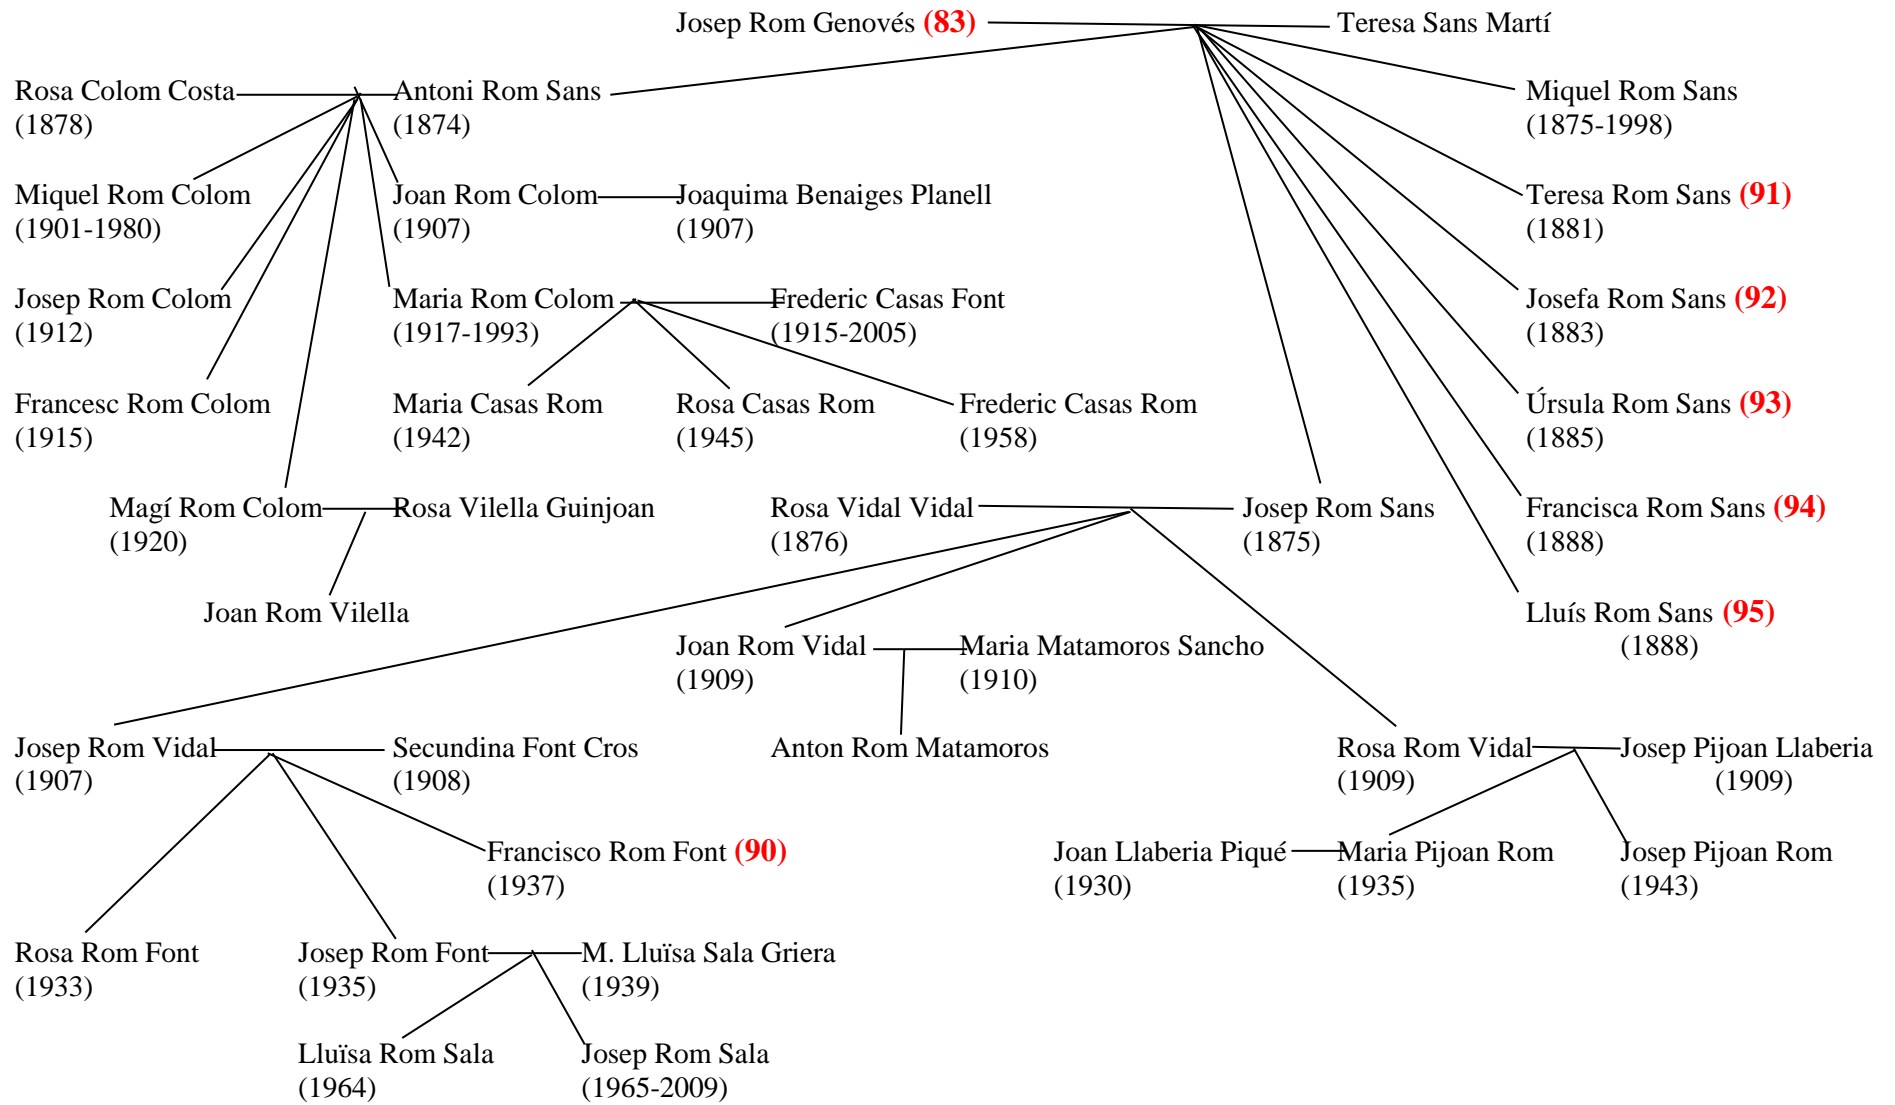 Josep Rom Genovés (83) Teresa Sans Martí
Rosa Colom Costa Antoni Rom Sans Miquel Rom Sans
(1878) (1874) (1875-1998)
Miquel Rom Colom Joan Rom Colom Joaquima Benaiges Planell Teresa Rom Sans (91)
(1901-1980) (1907) (1907) (1881)
Josep Rom Colom Maria Rom Colom Frederic Casas Font Josefa Rom Sans (92)
(1912) (1917-1993) (1915-2005) (1883)
Francesc Rom Colom Maria Casas Rom Rosa Casas Rom Frederic Casas Rom Úrsula Rom Sans (93)
(1915) (1942) (1945) (1958) (1885)
Magí Rom Colom Rosa Vilella Guinjoan Rosa Vidal Vidal Josep Rom Sans Francisca Rom Sans (94)
(1920) (1876) (1875) (1888)
Joan Rom Vilella Lluís Rom Sans (95)
Joan Rom Vidal Maria Matamoros Sancho (1888)
(1909) (1910)
Josep Rom Vidal Secundina Font Cros Anton Rom Matamoros Rosa Rom Vidal Josep Pijoan Llaberia
(1907) (1908) (1909) (1909)
Francisco Rom Font (90) Joan Llaberia Piqué Maria Pijoan Rom Josep Pijoan Rom
(1937) (1930) (1935) (1943)
Rosa Rom Font Josep Rom Font M. Lluïsa Sala Griera
(1933) (1935) (1939)
Lluïsa Rom Sala Josep Rom Sala
(1964) (1965-2009)